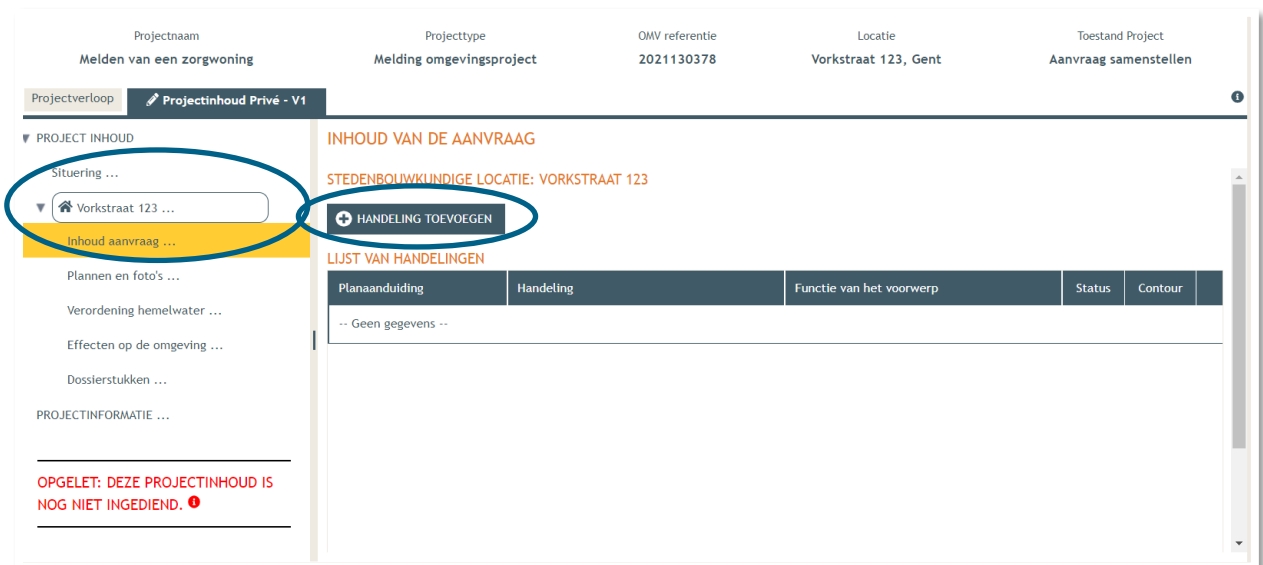 Projectnaam Projecttype OMV referentie Locatie Toestand Project
Melden van een zorgwoning Melding omgevingsproject 2021130378 Vorkstraat 123, Gent Aanvraag samenstellen
Projectverloop Projectinhoud Privé - V1
PROJECT INHOUD
Situering ...
Vorkstraat 123 ...
Inhoud aanvraag ...
Plannen en foto's ...
Verordening hemelwater ...
Effecten op de omgeving ...
Dossierstukken ...
PROJECTINFORMATIE ...
OPGELET: DEZE PROJECTINHOUD IS
NOG NIET INGEDIEND.
INHOUD VAN DE AANVRAAG
STEDENBOUWKUNDIGE LOCATIE: VORKSTRAAT 123
HANDELING TOEVOEGEN
LIJST VAN HANDELINGEN
Planaanduiding Handeling Functie van het voorwerp Status Contour
-- Geen gegevens --